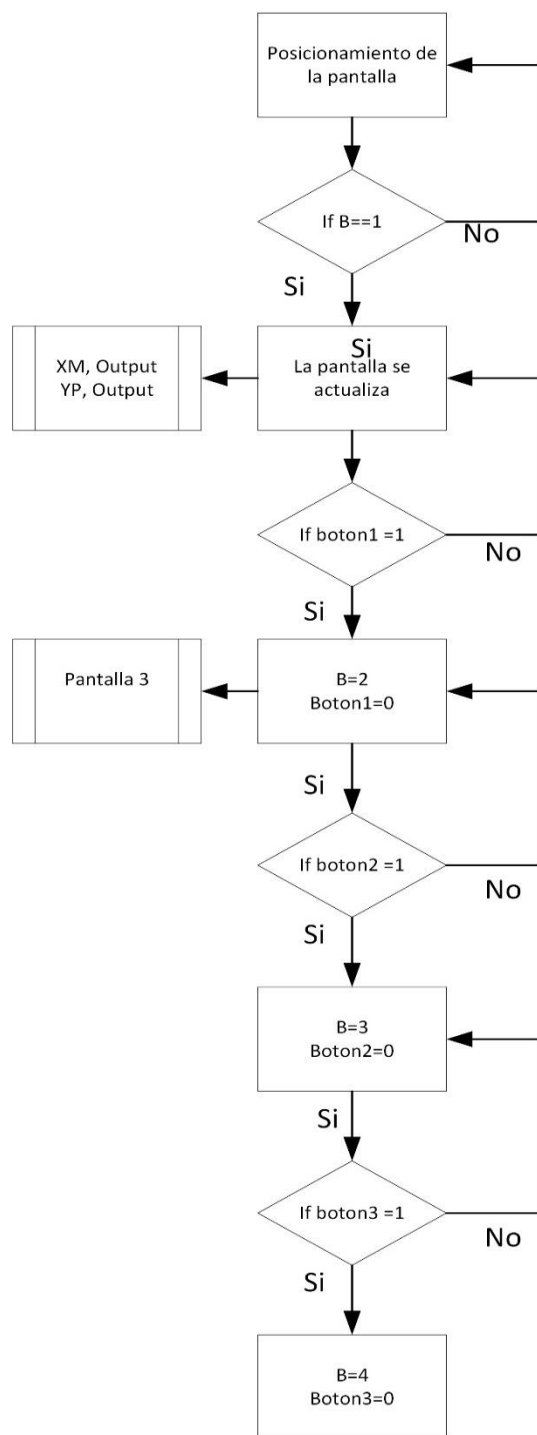 Posicionamiento de
la pantalla
If B==1
No
Si
Si
XM, Output
YP, Output
La pantalla se
actualiza
If boton1 =1
No
Si
Pantalla 3
B=2
Boton1=0
Si
If boton2 =1
No
Si
B=3
Boton2=0
Si
If boton3 =1
No
Si
B=4
Boton3=0